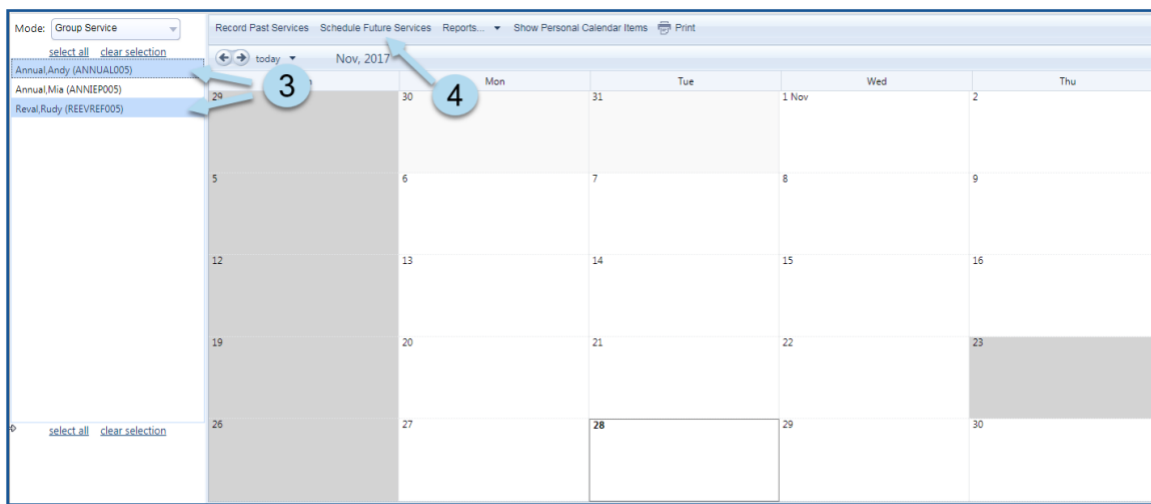 Mode: Group Service
select all clear selection
Annual,Andy (ANNUAL005)
Annual,Mia (ANNIEP005)
Reval,Rudy (REEVREF005)
select all clear selection
Record Past Services Schedule Future Services Reports... Show Personal Calendar Items Print
today Nov, 2017
3
4
Mon Tue Wed Thu
29 30 31 1 Nov 2
5 6 7 8 9
12 13 14 15 16
19 20 21 22 23
26 27 28 29 30